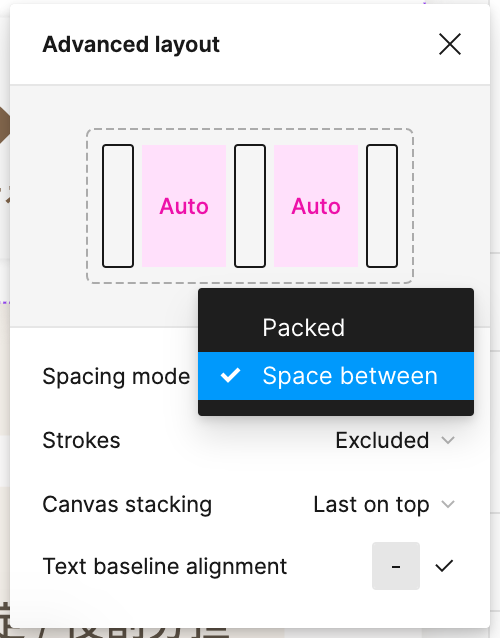 Advanced layout
Auto
Auto
Packed
Spacing mode
Space between
Strokes
Excluded
Canvas stacking
Last on top
Text baseline alignment
-